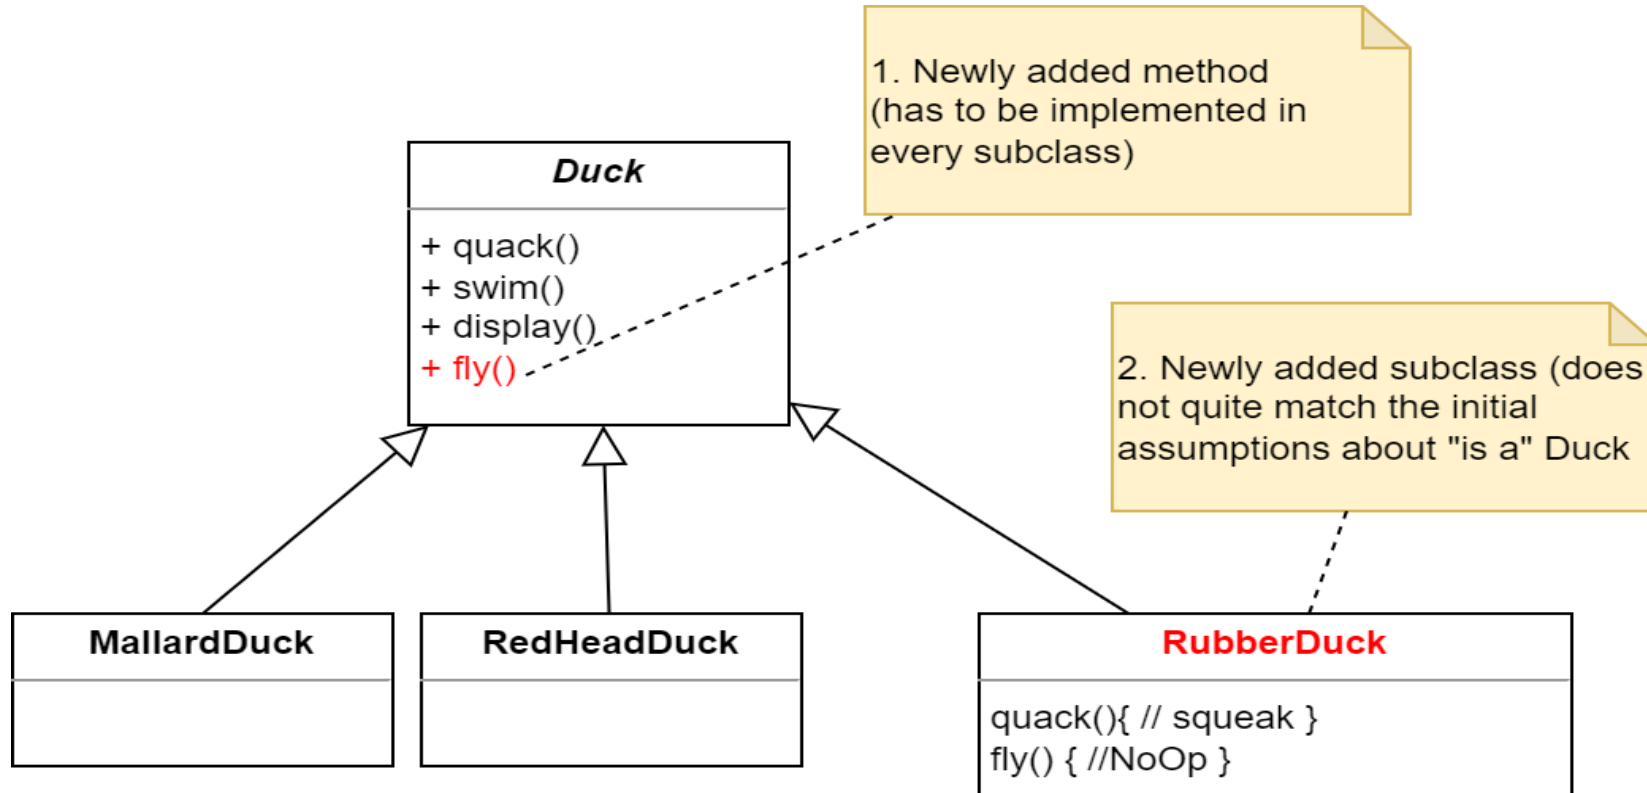 1. Newly added method
(has to be implemented in
every subclass)
Duck
+ quack()
+ swim()
+ display()
+ fly()
2. Newly added subclass (does
not quite match the initial
assumptions about "is a" Duck
MallardDuck
RedHeadDuck
RubberDuck
quack(){ // squeak }
fly() { //NoOp }